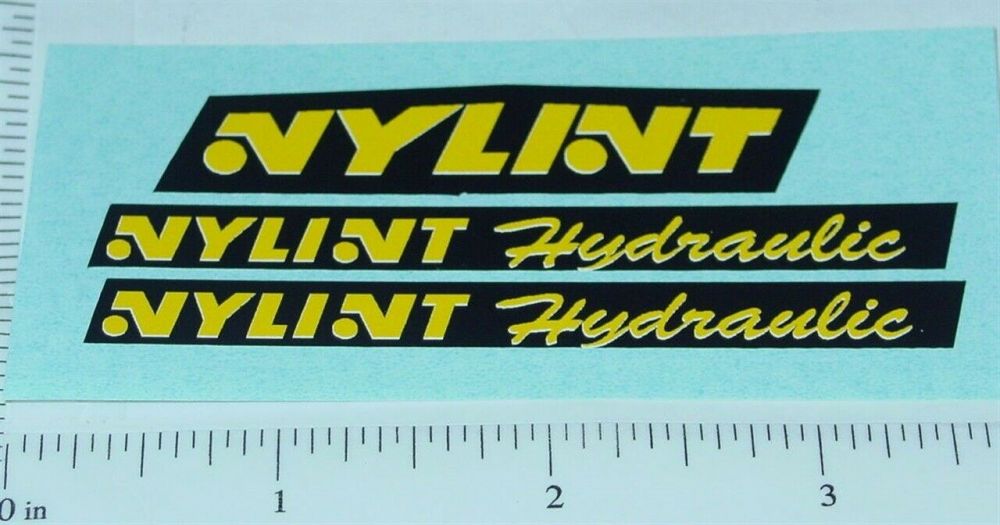 NYLINT
NYLINT Hydraulic
NYLINT Hydraulic
0 in 1 2 3